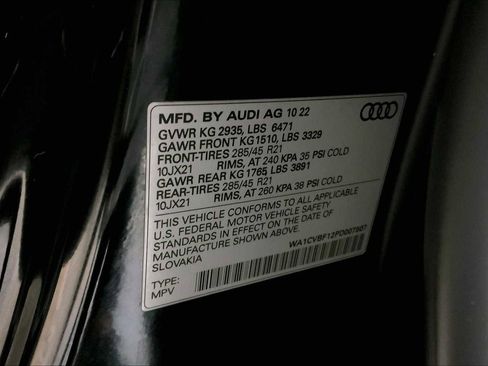 MFD. BY AUDI AG 10 22
GVWR KG 2935, LBS 6471
GAWR FRONT KG1510, LBS 3329
FRONT-TIRES 285/45 R21
10JX21 RIMS, AT 240 KPA 35 PSI COLD
GAWR REAR KG 1765, LBS 3891
REAR-TIRES 285/45 R21
10JX21 RIMS, AT 260 KPA 38 PSI COLD
THIS VEHICLE CONFORMS TO ALL APPLICABLE
U.S. FEDERAL MOTOR VEHICLE SAFETY
STANDARDS IN EFFECT ON THE DATE OF
MANUFACTURE SHOWN ABOVE.
SLOVAKIA
WA1CVBF12PD007907
TYPE:
MPV